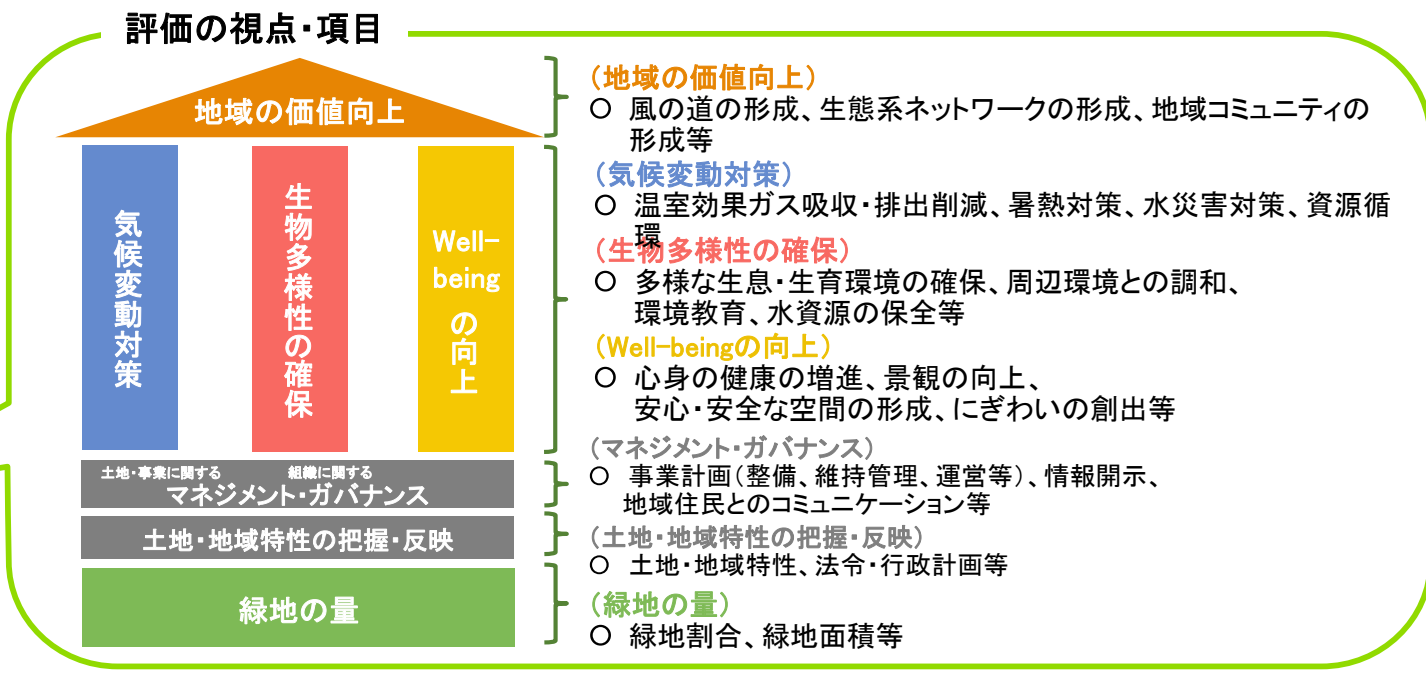 評価の視点・項目
地域の価値向上
気候変動対策
生物多様性の確保
Well-
being
の向上
土地・事業に関する 組織に関する
マネジメント・ガバナンス
土地・地域特性の把握・反映
緑地の量
（地域の価値向上）
○ 風の道の形成、生態系ネットワークの形成、地域コミュニティの
形成等
（気候変動対策）
○ 温室効果ガス吸収・排出削減、暑熱対策、水災害対策、資源循
環
（生物多様性の確保）
○ 多様な生息・生育環境の確保、周辺環境との調和、
環境教育、水資源の保全等
（Well-beingの向上）
○ 心身の健康の増進、景観の向上、
安心・安全な空間の形成、にぎわいの創出等
（マネジメント・ガバナンス）
○ 事業計画（整備、維持管理、運営等）、情報開示、
地域住民とのコミュニケーション等
（土地・地域特性の把握・反映）
○ 土地・地域特性、法令・行政計画等
（緑地の量）
○ 緑地割合、緑地面積等